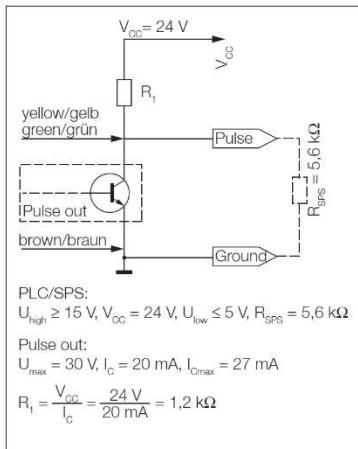 V_CC = 24 V
V_CC
R_1
yellow/gelb
green/grün
Pulse
R_SPS = 5,6 kΩ
Pulse out
brown/braun
Ground
PLC/SPS:
U_high ≥ 15 V, V_CC = 24 V, U_low ≤ 5 V, R_SPS = 5,6 kΩ
Pulse out:
U_max = 30 V, I_C = 20 mA, I_Cmax = 27 mA
R_1 = V_CC / I_C = 24 V / 20 mA = 1,2 kΩ